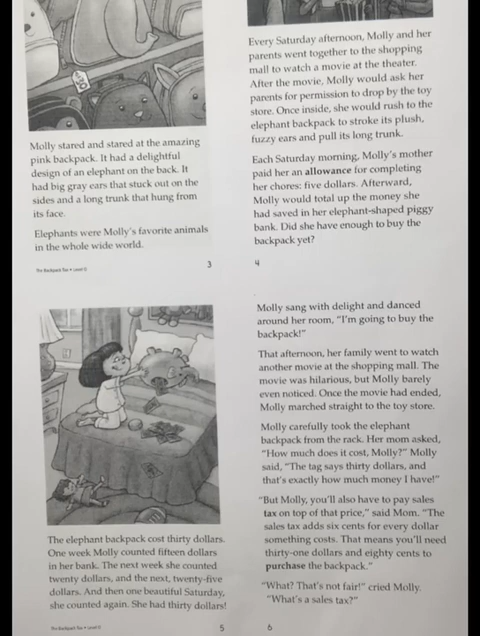 Molly stared and stared at the amazing
pink backpack. It had a delightful
design of an elephant on the back. It
had big gray ears that stuck out on the
sides and a long trunk that hung from
its face.
Elephants were Molly's favorite animals
in the whole wide world.
The Backpack Tax • Level O
3
Every Saturday afternoon, Molly and her
parents went together to the shopping
mall to watch a movie at the theater.
After the movie, Molly would ask her
parents for permission to drop by the toy
store. Once inside, she would rush to the
elephant backpack to stroke its plush,
fuzzy ears and pull its long trunk.
Each Saturday morning, Molly's mother
paid her an allowance for completing
her chores: five dollars. Afterward,
Molly would total up the money she
had saved in her elephant-shaped piggy
bank. Did she have enough to buy the
backpack yet?
4
The elephant backpack cost thirty dollars.
One week Molly counted fifteen dollars
in her bank. The next week she counted
twenty dollars, and the next, twenty-five
dollars. And then one beautiful Saturday,
she counted again. She had thirty dollars!
The Backpack Tax • Level O
5
Molly sang with delight and danced
around her room, "I'm going to buy the
backpack!"
That afternoon, her family went to watch
another movie at the shopping mall. The
movie was hilarious, but Molly barely
even noticed. Once the movie had ended,
Molly marched straight to the toy store.
Molly carefully took the elephant
backpack from the rack. Her mom asked,
"How much does it cost, Molly?" Molly
said, "The tag says thirty dollars, and
that's exactly how much money I have!"
"But Molly, you'll also have to pay sales
tax on top of that price," said Mom. "The
sales tax adds six cents for every dollar
something costs. That means you'll need
thirty-one dollars and eighty cents to
purchase the backpack."
"What? That's not fair!" cried Molly.
"What's a sales tax?"
6